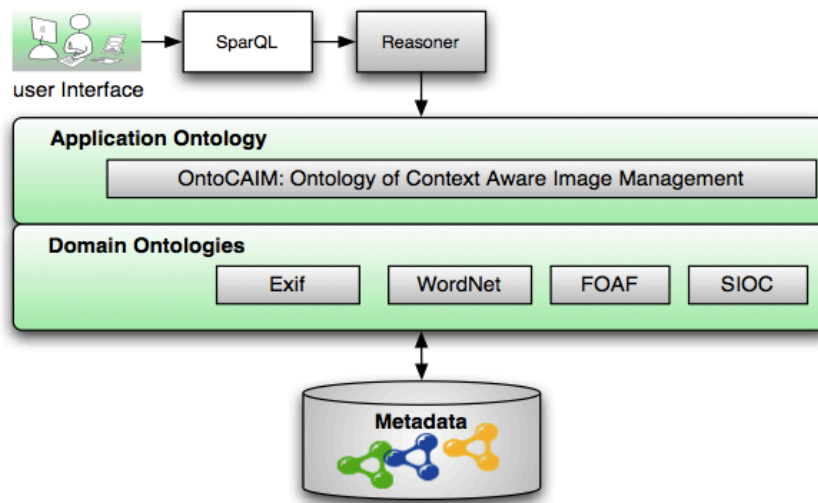 SparQL
Reasoner
user Interface
Application Ontology
OntoCAIM: Ontology of Context Aware Image Management
Domain Ontologies
Exif
WordNet
FOAF
SIOC
Metadada